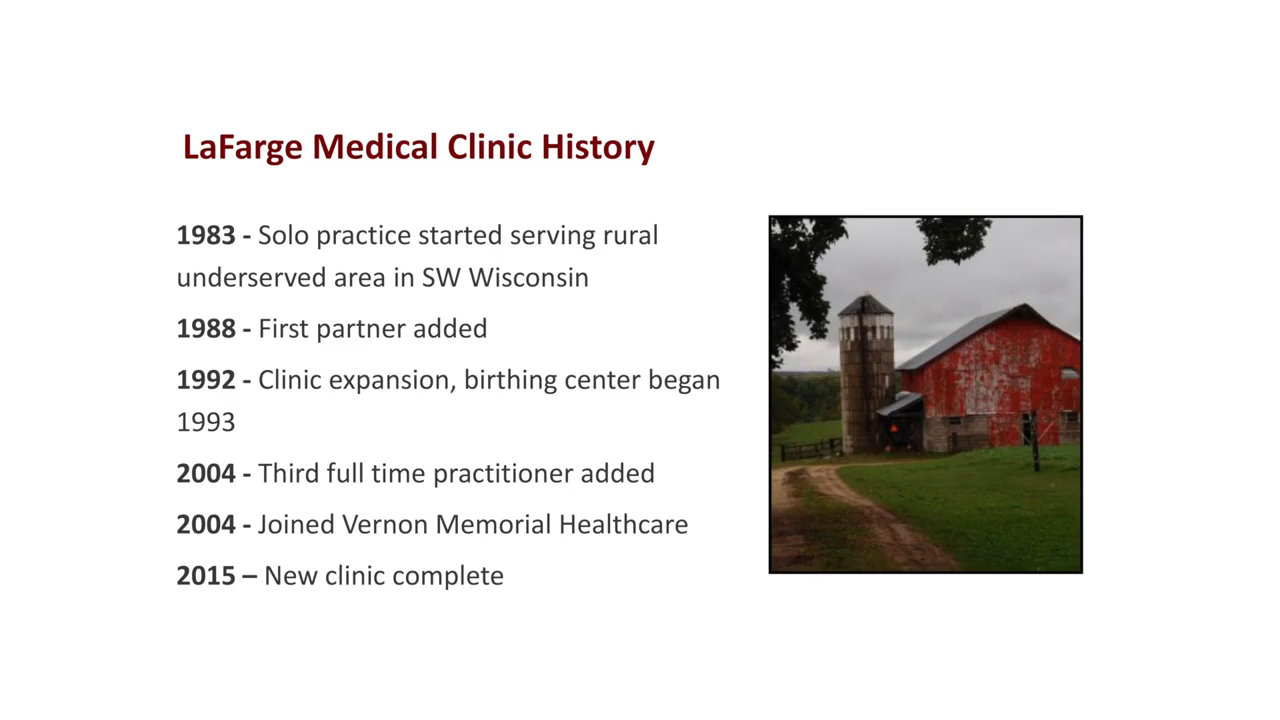 LaFarge Medical Clinic History
1983 - Solo practice started serving rural
underserved area in SW Wisconsin
1988 - First partner added
1992 - Clinic expansion, birthing center began
1993
2004 - Third full time practitioner added
2004 - Joined Vernon Memorial Healthcare
2015 – New clinic complete